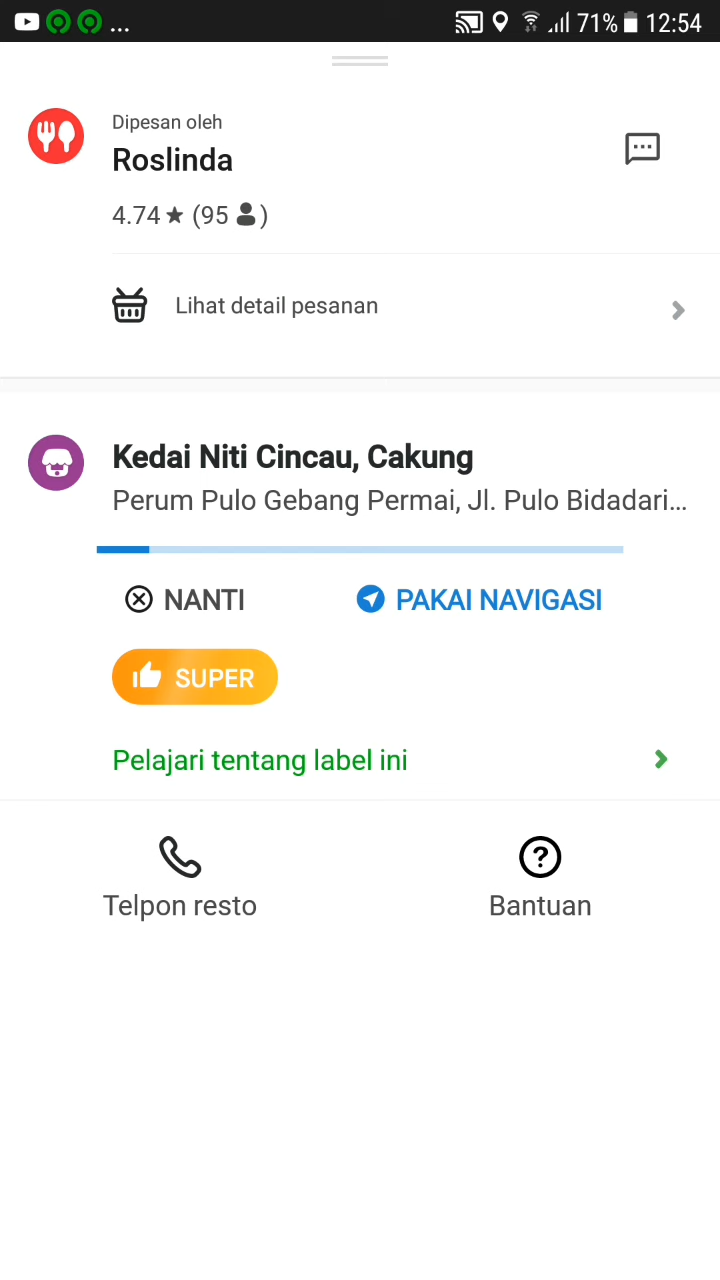 ... 71% 12:54
Dipesan oleh
Roslinda
4.74 ★ (95 )
Lihat detail pesanan
Kedai Niti Cincau, Cakung
Perum Pulo Gebang Permai, Jl. Pulo Bidadari...
NANTI PAKAI NAVIGASI
SUPER
Pelajari tentang label ini
Telpon resto Bantuan